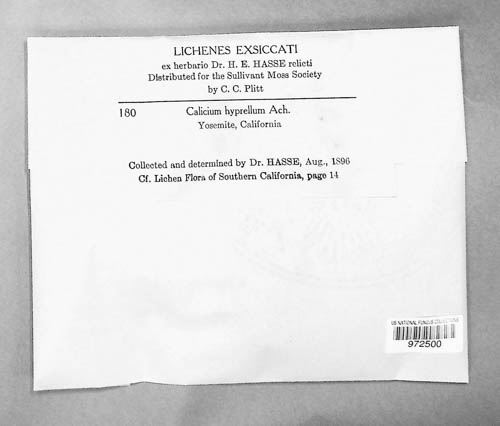 LICHENES EXSICCATI
ex herbario Dr. H. E. HASSE relicti
Distributed for the Sullivant Moss Society
by C. C. Plitt
180 Calicium hyprellum Ach.
Yosemite, California
Collected and determined by Dr. HASSE, Aug., 1896
Cf. Lichen Flora of Southern California, page 14
US NATIONAL FUNGUS COLLECTIONS
972500